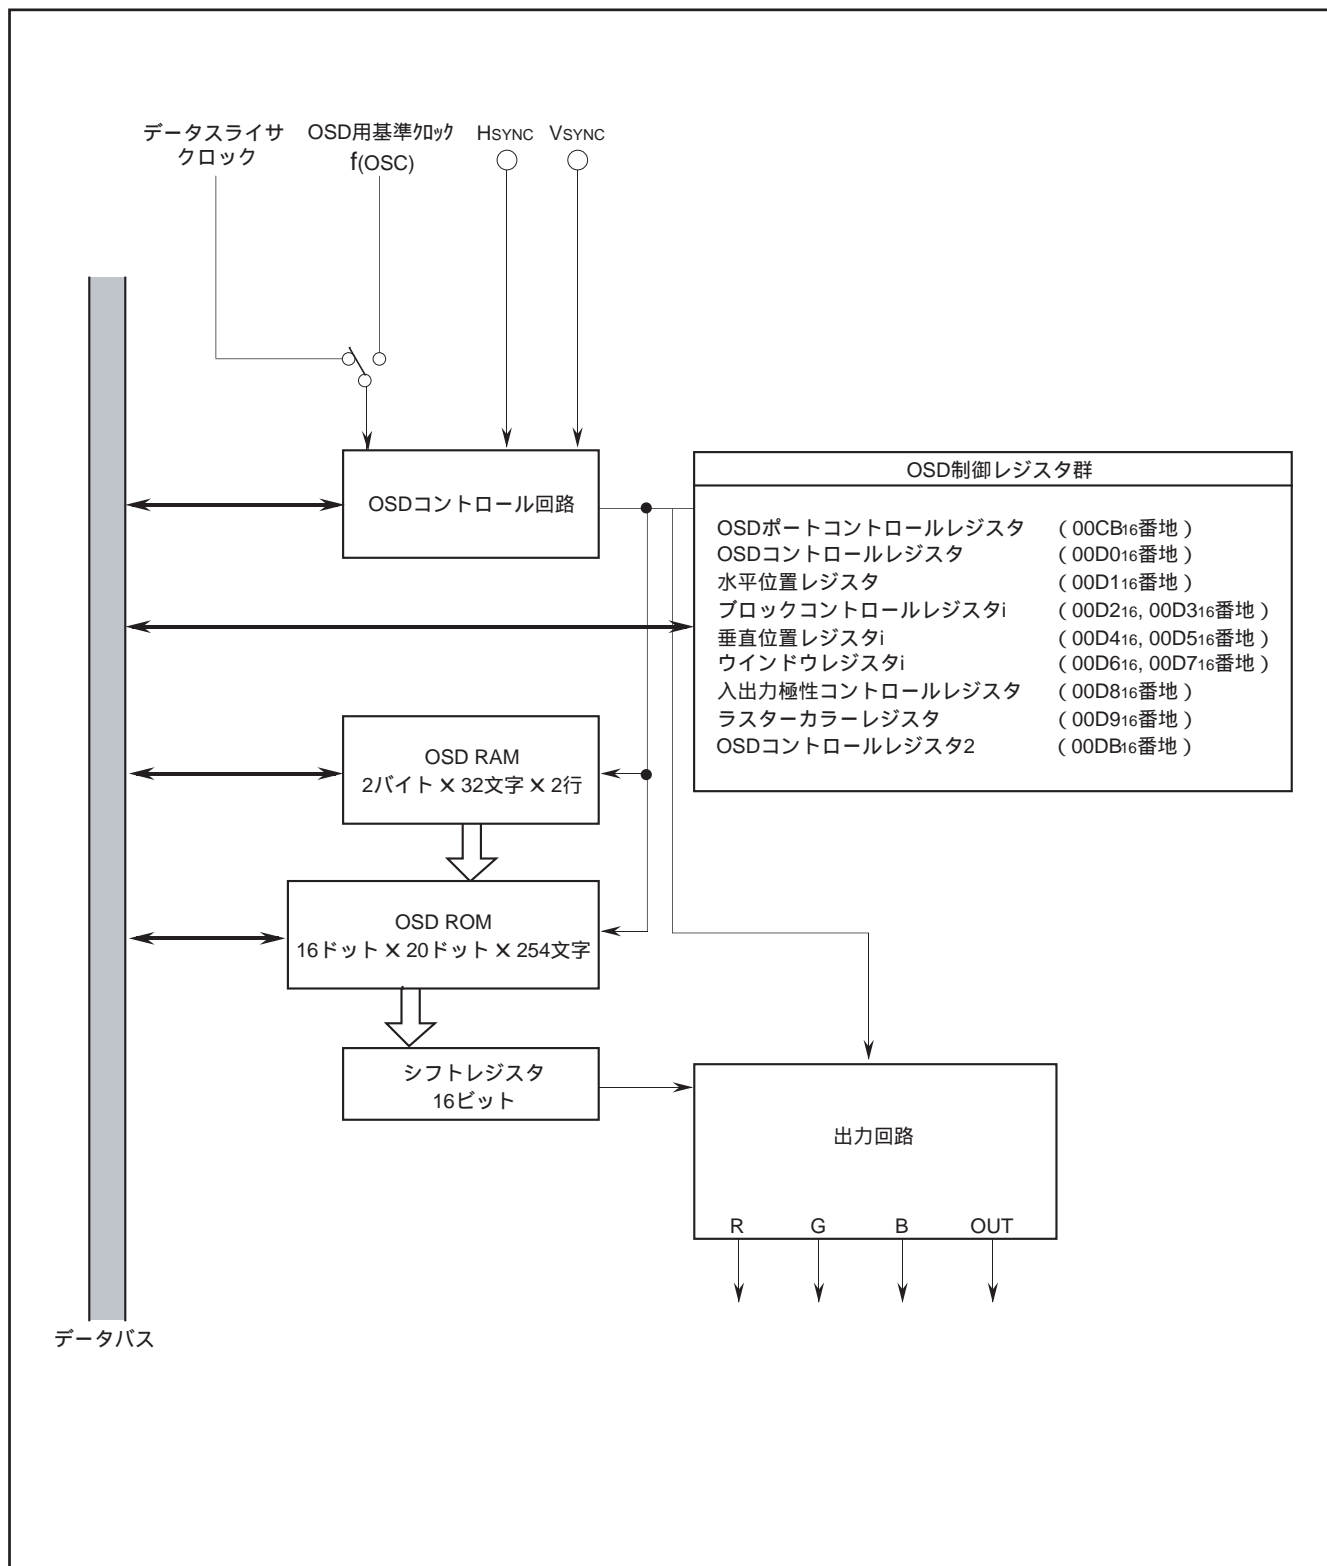 データスライサ
クロック
OSD用基準クロック
f(OSC)
HSYNC
VSYNC
OSDコントロール回路
OSD制御レジスタ群
OSDポートコントロールレジスタ （00CB16番地）
OSDコントロールレジスタ （00D016番地）
水平位置レジスタ （00D116番地）
ブロックコントロールレジスタi （00D216, 00D316番地）
垂直位置レジスタi （00D416, 00D516番地）
ウインドウレジスタi （00D616, 00D716番地）
入出力極性コントロールレジスタ （00D816番地）
ラスターカラーレジスタ （00D916番地）
OSDコントロールレジスタ2 （00DB16番地）
OSD RAM
2バイト×32文字×2行
OSD ROM
16ドット×20ドット×254文字
シフトレジスタ
16ビット
出力回路
R G B OUT
データバス